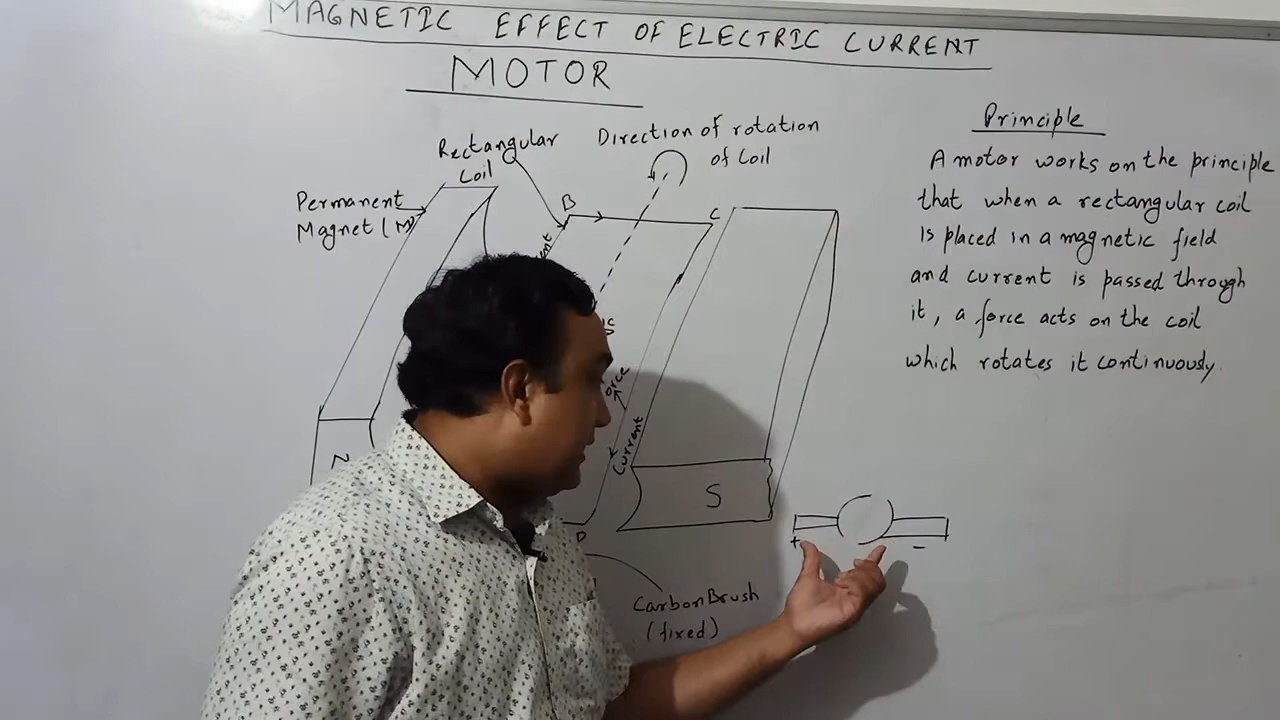 MAGNETIC EFFECT OF ELECTRIC CURRENT
MOTOR
Rectangular
Coil
Direction of rotation
of Coil
Permanent
Magnet (M)
B
C
Current
N
S
D
+
-
Carbon Brush
(fixed)
Principle
A motor works on the principle
that when a rectangular coil
is placed in a magnetic field
and current is passed through
it, a force acts on the coil
which rotates it continuously.